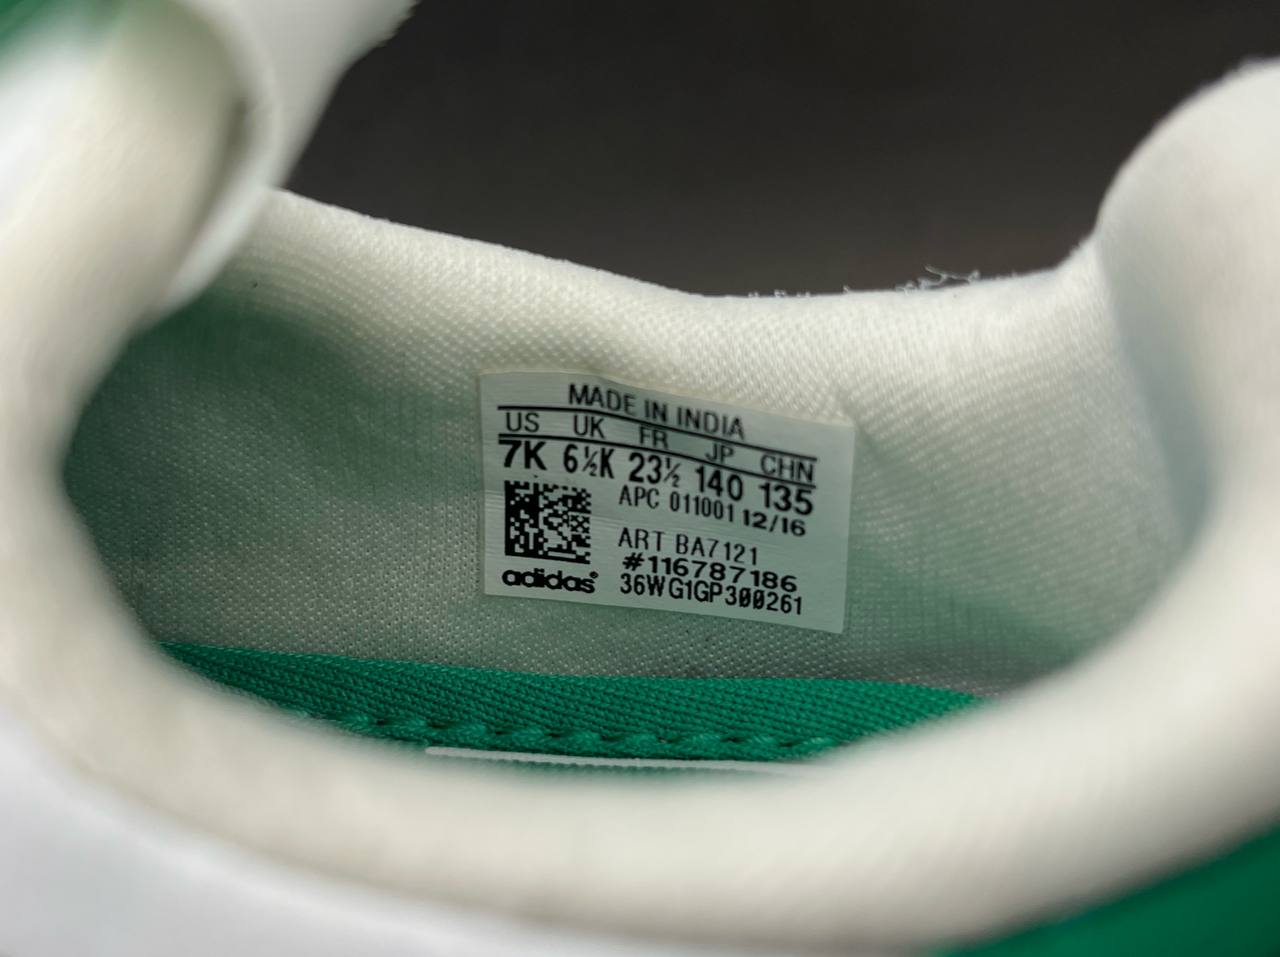 MADE IN INDIA
US UK FR JP CHN
7K 6½K 23½ 140 135
APC 011001 12/16
ART BA7121
#116787186
adidas® 36WG1GP300261